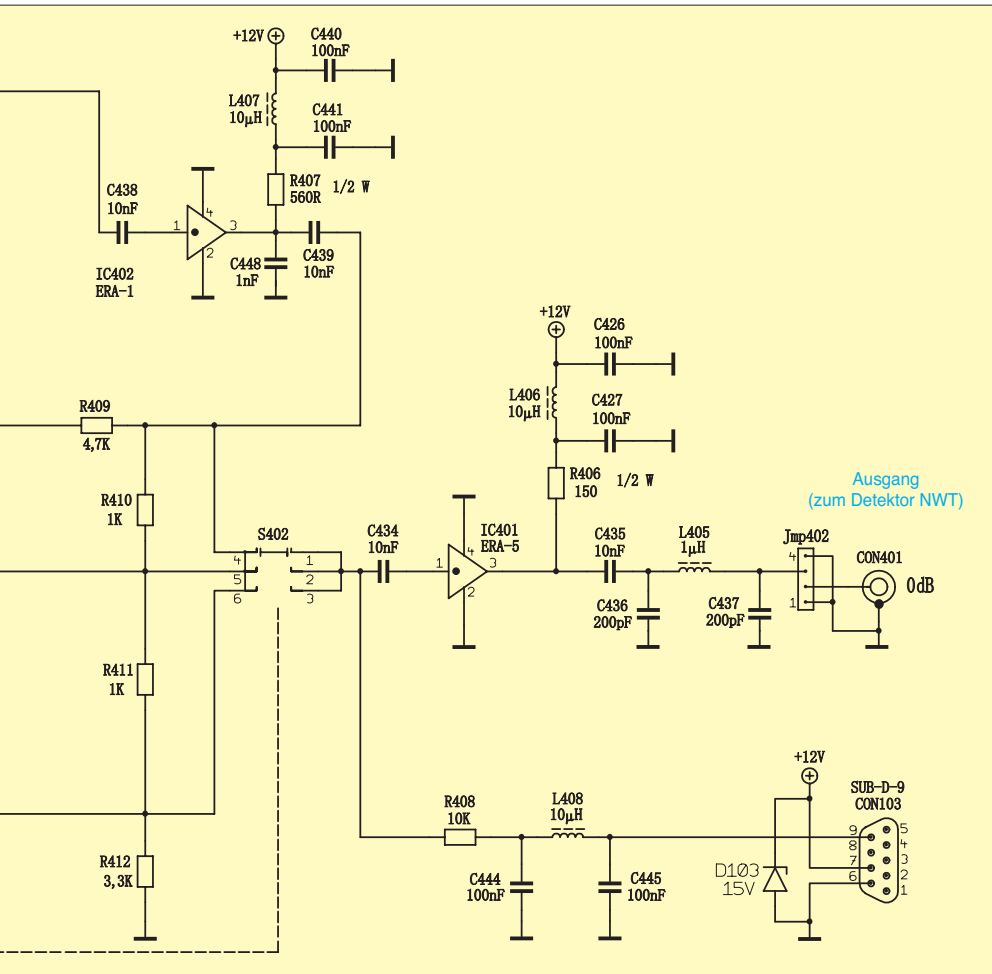 +12V
C440
100nF
L407
10µH
C441
100nF
R407
560R
1/2 W
C438
10nF
1
4
3
2
IC402
ERA-1
C448
1nF
C439
10nF
+12V
C426
100nF
L406
10µH
C427
100nF
R406
150
1/2 W
R409
4,7K
R410
1K
S402
4
5
6
1
2
3
C434
10nF
IC401
ERA-5
1
4
3
2
C435
10nF
L405
1µH
C436
200pF
C437
200pF
Ausgang
(zum Detektor NWT)
Jmp402
4
1
CON401
0dB
R411
1K
R412
3,3K
R408
10K
L408
10µH
C444
100nF
C445
100nF
+12V
D103
15V
SUB-D-9
CON103
9
8
7
6
5
4
3
2
1